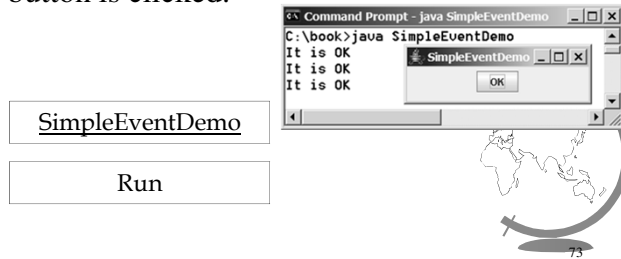 button is clicked.
Command Prompt - java SimpleEventDemo
C:\book>java SimpleEventDemo
It is OK
It is OK
It is OK
SimpleEventDemo
OK
SimpleEventDemo
Run
73